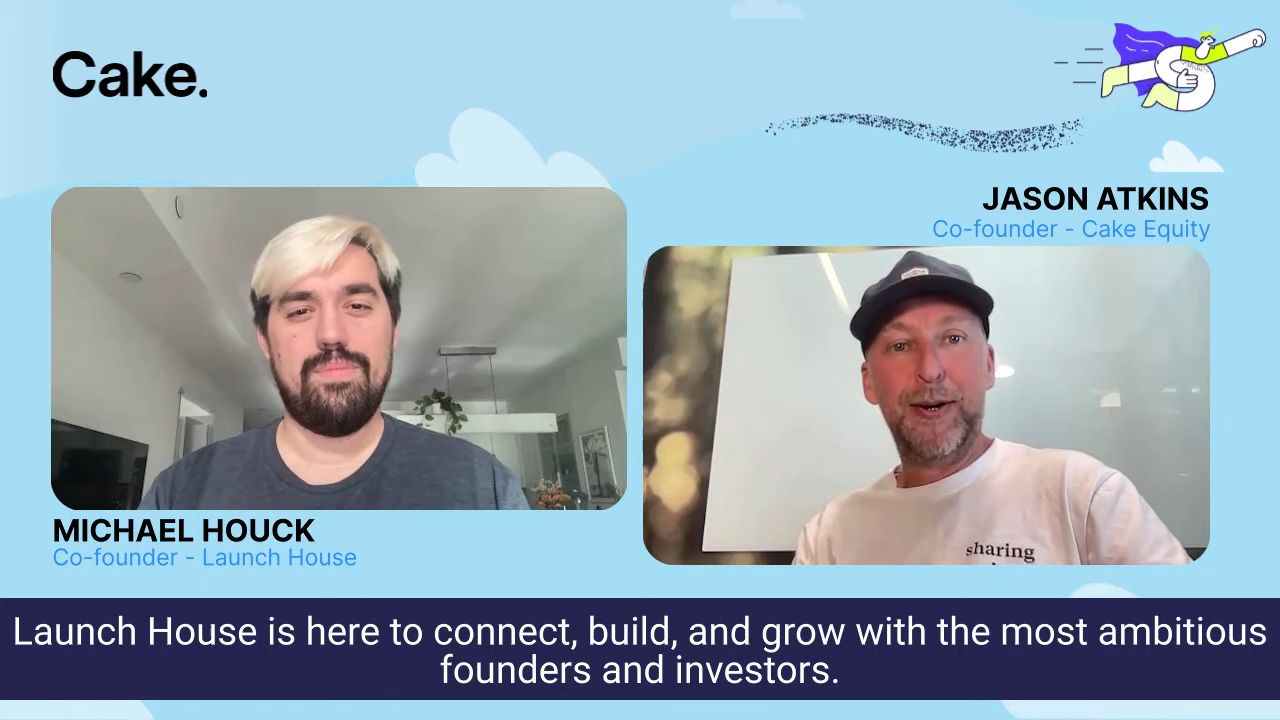 Cake.
JASON ATKINS
Co-founder - Cake Equity
sharing
MICHAEL HOUCK
Co-founder - Launch House
Launch House is here to connect, build, and grow with the most ambitious
founders and investors.